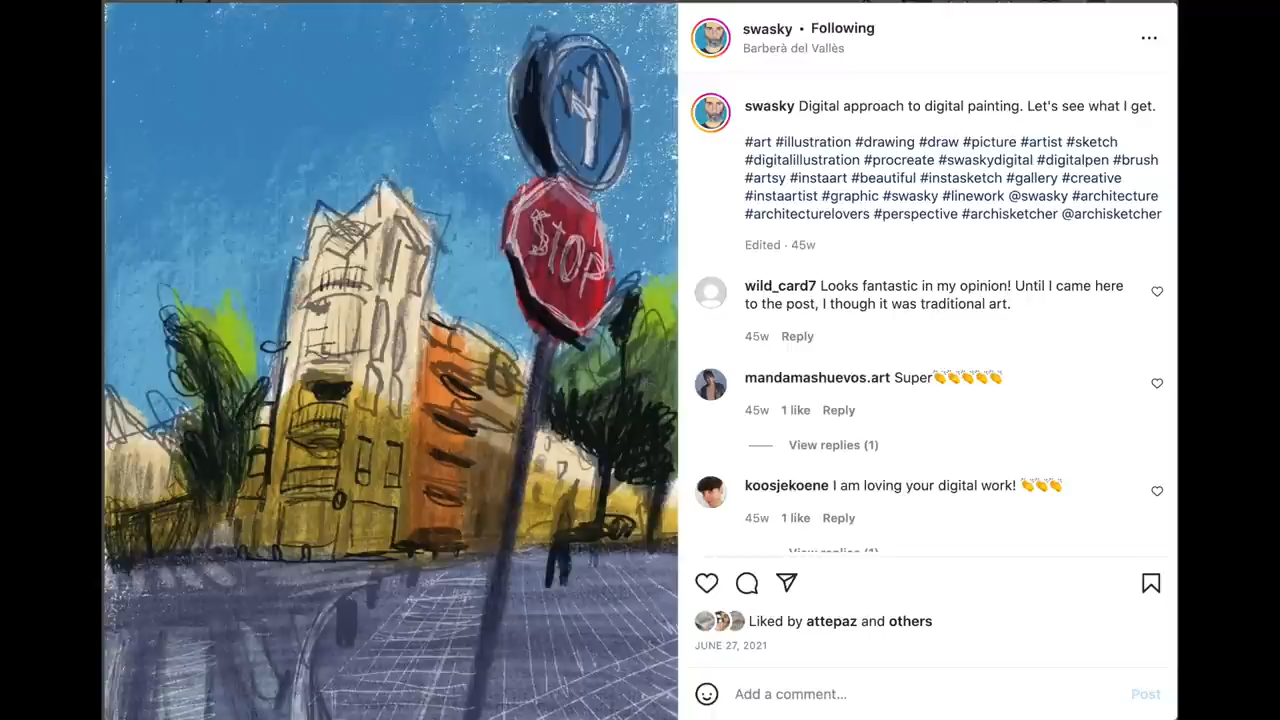 STOP
swasky • Following
Barberà del Vallès
swasky Digital approach to digital painting. Let's see what I get.
#art #illustration #drawing #draw #picture #artist #sketch
#digitalillustration #procreate #swaskydigital #digitalpen #brush
#artsy #instaart #beautiful #instasketch #gallery #creative
#instaartist #graphic #swasky #linework @swasky #architecture
#architecturelovers #perspective #archisketcher @archisketcher
Edited · 45w
wild_card7 Looks fantastic in my opinion! Until I came here
to the post, I though it was traditional art.
45w Reply
mandamashuevos.art Super👏👏👏👏👏
45w 1 like Reply
View replies (1)
koosjekoene I am loving your digital work! 👏👏👏
45w 1 like Reply
View replies (1)
Liked by attepaz and others
JUNE 27, 2021
Add a comment... Post